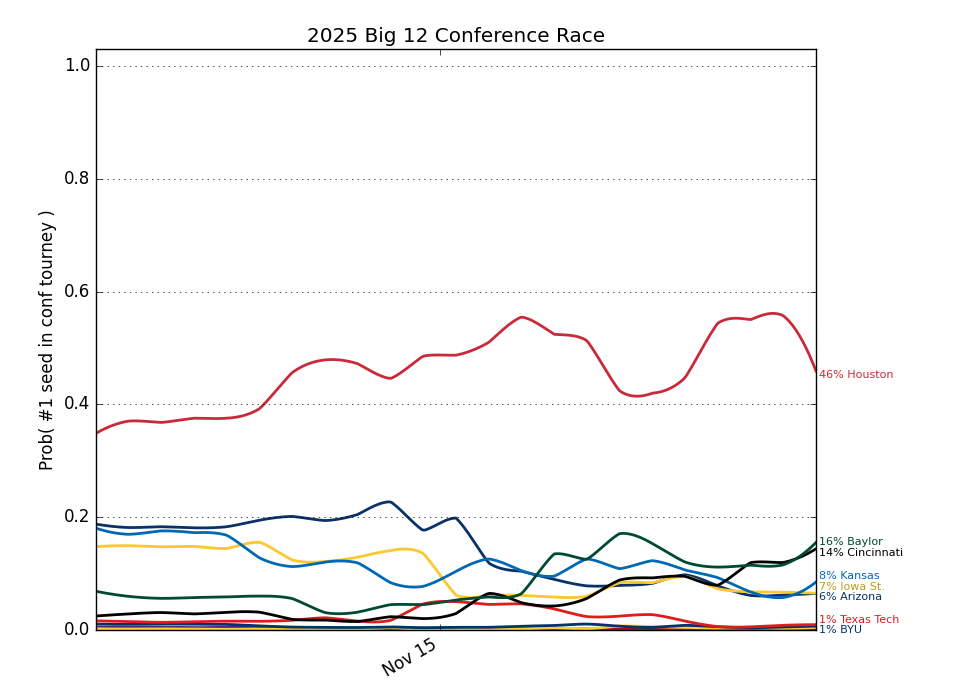 2025 Big 12 Conference Race
Prob( #1 seed in conf tourney )
1.0
0.8
0.6
0.4
0.2
0.0
Nov 15
46% Houston
16% Baylor
14% Cincinnati
8% Kansas
7% Iowa St.
6% Arizona
1% Texas Tech
1% BYU